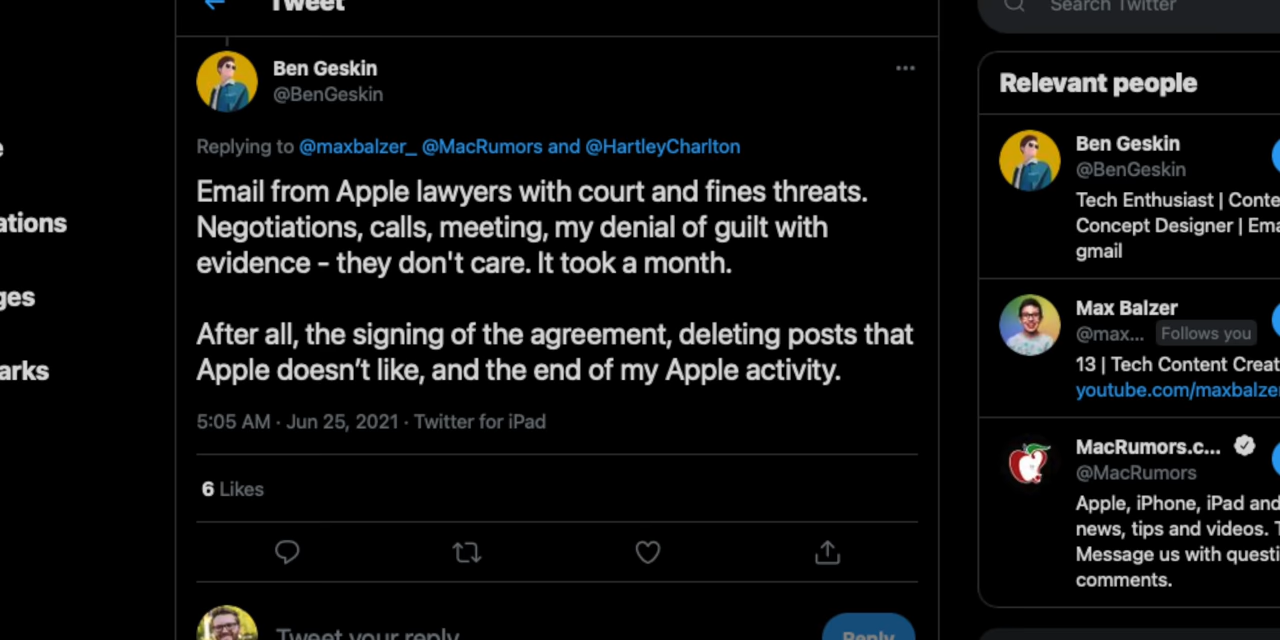 Tweet
Search Twitter
Ben Geskin
@BenGeskin
Replying to @maxbalzer_ @MacRumors and @HartleyCharlton
Email from Apple lawyers with court and fines threats.
Negotiations, calls, meeting, my denial of guilt with
evidence - they don't care. It took a month.
After all, the signing of the agreement, deleting posts that
Apple doesn’t like, and the end of my Apple activity.
5:05 AM · Jun 25, 2021 · Twitter for iPad
6 Likes
Tweet your reply
Reply
e
ations
ges
arks
Relevant people
Ben Geskin
@BenGeskin
Tech Enthusiast | Conte
Concept Designer | Ema
gmail
Max Balzer
@max... Follows you
13 | Tech Content Creat
youtube.com/maxbalze
MacRumors.c...
@MacRumors
Apple, iPhone, iPad and
news, tips and videos. T
Message us with questi
comments.